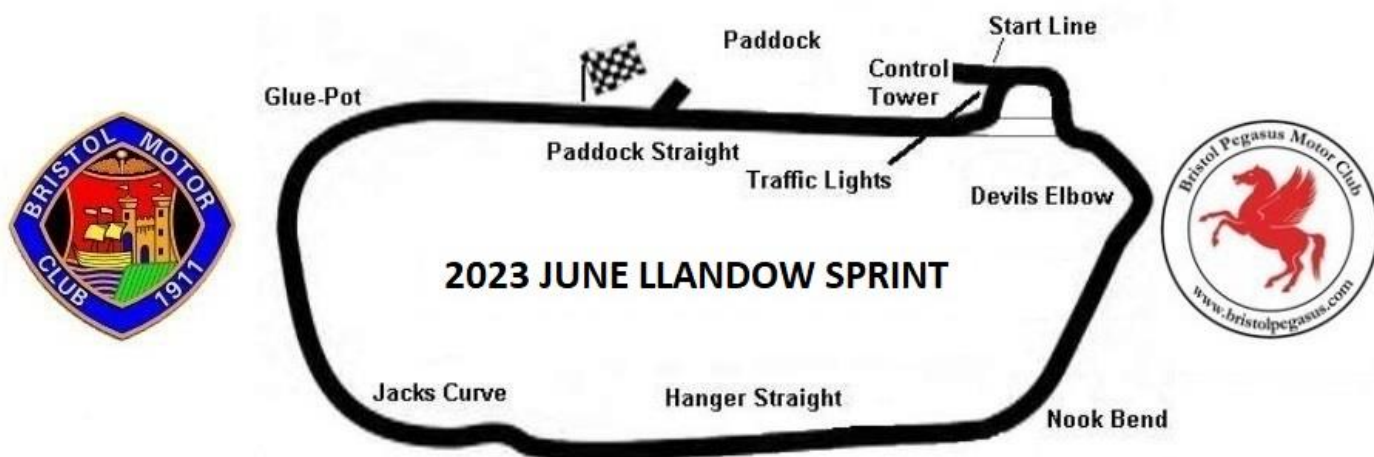 Paddock
Start Line
Control
Tower
Glue-Pot
Paddock Straight
Traffic Lights
Devils Elbow
BRISTOL MOTOR
CLUB 1911
2023 JUNE LLANDOW SPRINT
Bristol Pegasus Motor Club
www.bristolpegasus.com
Jacks Curve
Hanger Straight
Nook Bend